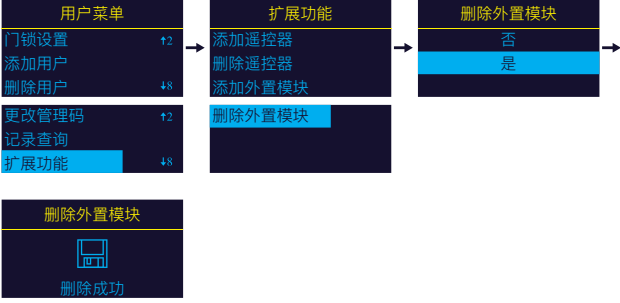 用户菜单
门锁设置 ↑2
添加用户
删除用户 ↓8
更改管理码 ↑2
记录查询
扩展功能 ↓8
扩展功能
添加遥控器
删除遥控器
添加外置模块
删除外置模块
删除外置模块
否
是
删除外置模块
删除成功